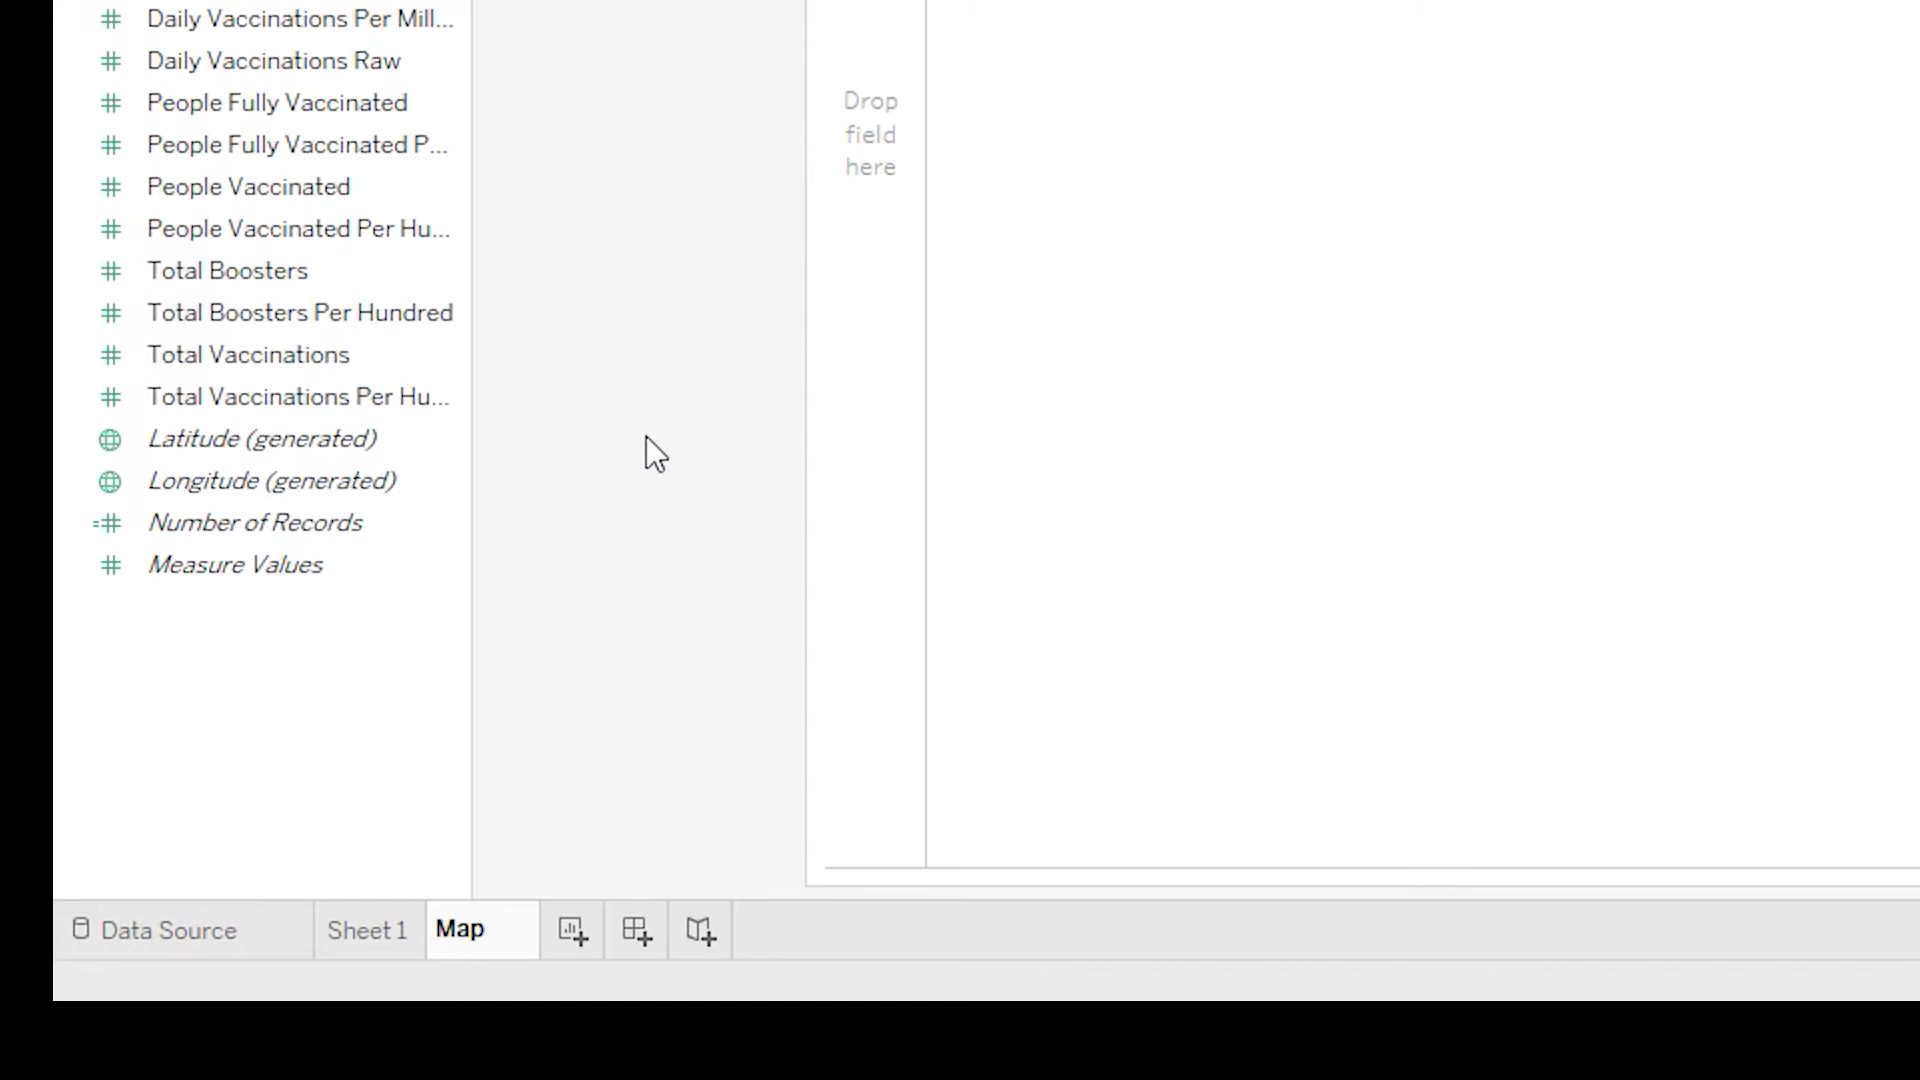 Daily Vaccinations Per Mill...
Daily Vaccinations Raw
People Fully Vaccinated
People Fully Vaccinated P...
People Vaccinated
People Vaccinated Per Hu...
Total Boosters
Total Boosters Per Hundred
Total Vaccinations
Total Vaccinations Per Hu...
Latitude (generated)
Longitude (generated)
Number of Records
Measure Values
Drop
field
here
Data Source
Sheet 1
Map